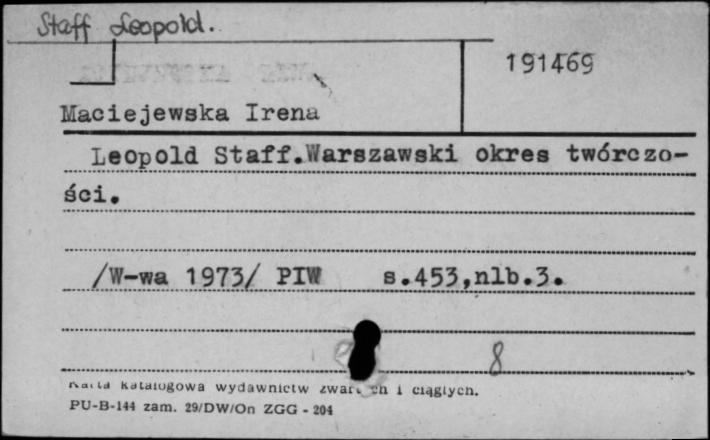 Staff Leopold.
191469
Maciejewska Irena
Leopold Staff.Warszawski okres twórczo-
ści.
/W-wa 1973/ PIW s.453,nlb.3.
8
Karta katalogowa wydawnictw zwartych i ciągłych.
PU-B-144 zam. 29/DW/On ZGG - 204